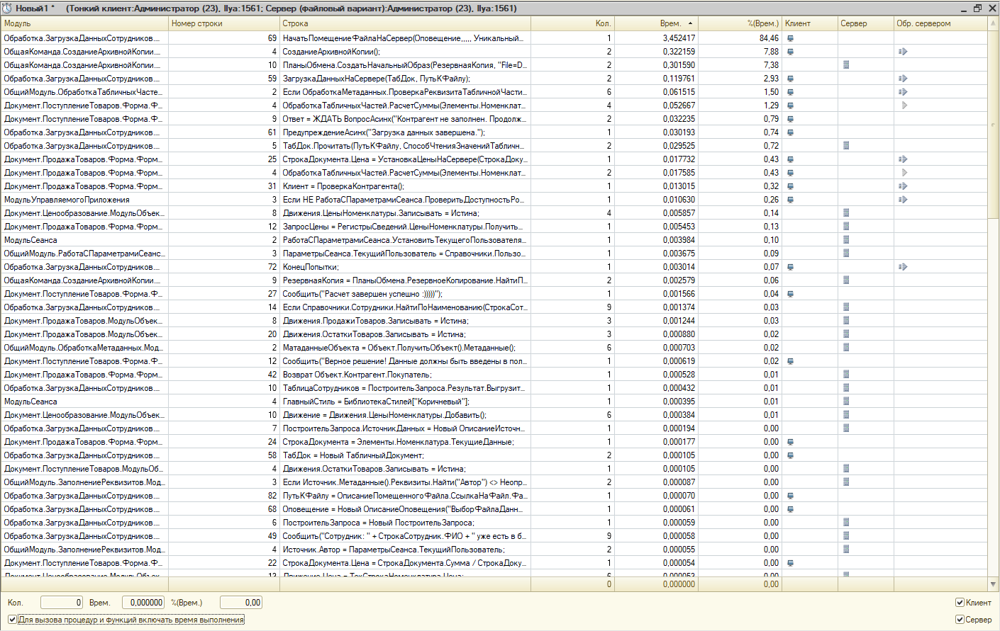 Новый1 * (Тонкий клиент:Администратор (23), Ilya:1561; Сервер (файловый вариант):Администратор (23), Ilya:1561)
Модуль Номер строки Строка Кол. Врем. %(Врем.) Клиент Сервер Обр. сервером
Обработка.ЗагрузкаДанныхСотрудников.... 69 НачатьПомещениеФайлаНаСервер(Оповещение,,,,, Уникальный... 1 3,452417 84,46
ОбщаяКоманда.СозданиеАрхивнойКопии.... 4 СозданиеАрхивнойКопии(); 2 0,322159 7,88
ОбщаяКоманда.СозданиеАрхивнойКопии.... 10 ПланыОбмена.СоздатьНачальныйОбраз(РезервнаяКопия, "File=D... 2 0,301590 7,38
Обработка.ЗагрузкаДанныхСотрудников.... 59 ЗагрузкаДанныхНаСервере(ТабДок, ПутьКФайлу); 2 0,119761 2,93
ОбщийМодуль.ОбработкаТабличныхЧасте... 2 Если ОбработкаМетаданных.ПроверкаРеквизитаТабличнойЧасти... 6 0,061515 1,50
Документ.ПоступлениеТоваров.Форма.Ф... 4 ОбработкаТабличныхЧастей.РасчетСуммы(Элементы.Номенклат... 4 0,052667 1,29
Документ.ПоступлениеТоваров.Форма.Ф... 9 Ответ = ЖДАТЬ ВопросАсинх("Контрагент не заполнен. Продолж... 2 0,032235 0,79
Обработка.ЗагрузкаДанныхСотрудников.... 61 ПредупреждениеАсинх("Загрузка данных завершена."); 1 0,030193 0,74
Обработка.ЗагрузкаДанныхСотрудников.... 5 ТабДок.Прочитать(ПутьКФайлу, СпособЧтенияЗначенийТабличн... 2 0,029525 0,72
Документ.ПродажаТоваров.Форма.Форм... 25 СтрокаДокумента.Цена = УстановкаЦеныНаСервере(СтрокаДоку... 1 0,017732 0,43
Документ.ПродажаТоваров.Форма.Форм... 4 ОбработкаТабличныхЧастей.РасчетСуммы(Элементы.Номенклат... 2 0,017585 0,43
Документ.ПродажаТоваров.Форма.Форм... 31 Клиент = ПроверкаКонтрагента(); 1 0,013015 0,32
МодульУправляемогоПриложения 3 Если НЕ РаботаСПараметрамиСеанса.ПроверитьДоступностьРо... 1 0,010630 0,26
Документ.Ценообразование.МодульОбъек... 8 Движения.ЦеныНоменклатуры.Записывать = Истина; 4 0,005857 0,14
Документ.ПродажаТоваров.Форма.Форм... 12 ЗапросЦены = РегистрыСведений.ЦеныНоменклатуры.Получить... 1 0,005453 0,13
МодульСеанса 2 РаботаСПараметрамиСеанса.УстановитьТекущегоПользователя... 1 0,003984 0,10
ОбщийМодуль.РаботаСПараметрамиСеанс... 3 ПараметрыСеанса.ТекущийПользователь = Справочники.Пользо... 1 0,003675 0,09
Обработка.ЗагрузкаДанныхСотрудников.... 72 КонецПопытки; 1 0,003014 0,07
ОбщаяКоманда.СозданиеАрхивнойКопии.... 9 РезервнаяКопия = ПланыОбмена.РезервноеКопирование.НайтиП... 2 0,002579 0,06
Документ.ПоступлениеТоваров.Форма.Ф... 27 Сообщить("Расчет завершен успешно :)))))"); 1 0,001566 0,04
Обработка.ЗагрузкаДанныхСотрудников.... 14 Если Справочники.Сотрудники.НайтиПоНаименованию(СтрокаСот... 9 0,001374 0,03
Документ.ПродажаТоваров.МодульОбъек... 8 Движения.ПродажиТоваров.Записывать = Истина; 3 0,001244 0,03
Документ.ПродажаТоваров.МодульОбъек... 20 Движения.ОстаткиТоваров.Записывать = Истина; 3 0,000880 0,02
ОбщийМодуль.ОбработкаМетаданных.Мод... 2 МатаданныеОбъекта = Объект.ПолучитьОбъект().Метаданные(); 6 0,000703 0,02
Документ.ПоступлениеТоваров.Форма.Ф... 12 Сообщить("Верное решение! Данные должны быть введены в пол... 1 0,000619 0,02
Документ.ПродажаТоваров.Форма.Форм... 42 Возврат Объект.Контрагент.Покупатель; 1 0,000528 0,01
Обработка.ЗагрузкаДанныхСотрудников.... 10 ТаблицаСотрудников = ПостроительЗапроса.Результат.Выгрузит... 1 0,000432 0,01
МодульСеанса 4 ГлавныйСтиль = БиблиотекаСтилей["Коричневый"]; 1 0,000395 0,01
Документ.Ценообразование.МодульОбъек... 10 Движение = Движения.ЦеныНоменклатуры.Добавить(); 6 0,000384 0,01
Обработка.ЗагрузкаДанныхСотрудников.... 7 ПостроительЗапроса.ИсточникДанных = Новый ОписаниеИсточн... 1 0,000194 0,00
Документ.ПродажаТоваров.Форма.Форм... 24 СтрокаДокумента = Элементы.Номенклатура.ТекущиеДанные; 1 0,000177 0,00
Обработка.ЗагрузкаДанныхСотрудников.... 58 ТабДок = Новый ТабличныйДокумент; 2 0,000105 0,00
Документ.ПоступлениеТоваров.МодульОб... 4 Движения.ОстаткиТоваров.Записывать = Истина; 1 0,000105 0,00
ОбщийМодуль.ЗаполнениеРеквизитов.Мод... 3 Если Источник.Метаданные().Реквизиты.Найти("Автор") <> Неопр... 2 0,000087 0,00
Обработка.ЗагрузкаДанныхСотрудников.... 82 ПутьКФайлу = ОписаниеПомещенногоФайла.СсылкаНаФайл.Фа... 1 0,000070 0,00
Обработка.ЗагрузкаДанныхСотрудников.... 68 Оповещение = Новый ОписаниеОповещения("ВыборФайлаДанн... 1 0,000061 0,00
Обработка.ЗагрузкаДанныхСотрудников.... 6 ПостроительЗапроса = Новый ПостроительЗапроса; 1 0,000059 0,00
Обработка.ЗагрузкаДанныхСотрудников.... 49 Сообщить("Сотрудник: " + СтрокаСотрудник.ФИО + " уже есть в б... 9 0,000058 0,00
ОбщийМодуль.ЗаполнениеРеквизитов.Мод... 4 Источник.Автор = ПараметрыСеанса.ТекущийПользователь; 2 0,000055 0,00
Документ.ПоступлениеТоваров.Форма.Ф... 22 СтрокаДокумента.Цена = СтрокаДокумента.Сумма / СтрокаДоку... 1 0,000054 0,00
Документ.Ценообразование.МодульОбъек... 13 Движение.Цена = ТекСтрокаНоменклатура.Цена; 6 0,000053 0,00
0 0,000000 0,00
Кол. 0 Врем. 0,000000 %(Врем.) 0,00 Клиент
Для вызова процедур и функций включать время выполнения Сервер